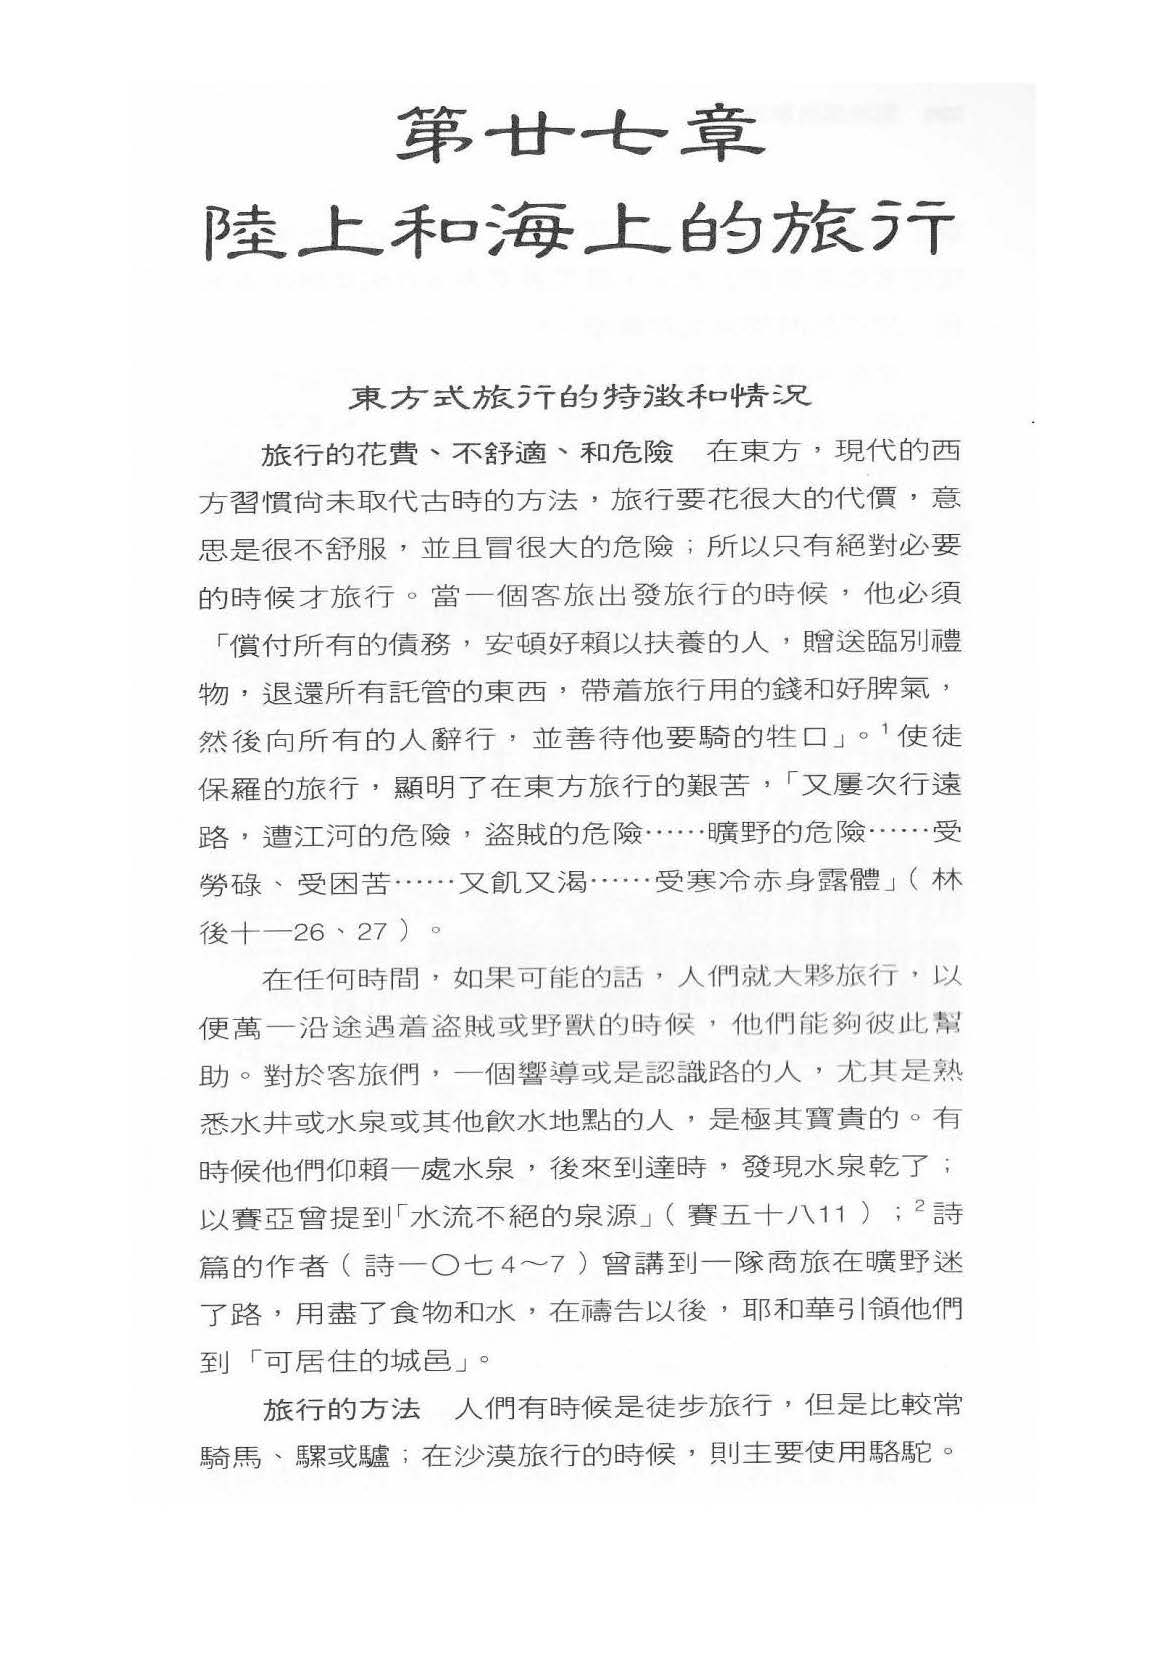 第廿七章
陸上和海上的旅行
東方式旅行的特徵和情況
旅行的花費、不舒適、和危險　在東方，現代的西
方習慣尚未取代古時的方法，旅行要花很大的代價，意
思是很不舒服，並且冒很大的危險；所以只有絕對必要
的時候才旅行。當一個客旅出發旅行的時候，他必須
「償付所有的債務，安頓好賴以扶養的人，贈送臨別禮
物，退還所有託管的東西，帶着旅行用的錢和好脾氣，
然後向所有的人辭行，並善待他要騎的牲口」。1使徒
保羅的旅行，顯明了在東方旅行的艱苦，「又屢次行遠
路，遭江河的危險，盜賊的危險……曠野的危險……受
勞碌、受困苦……又飢又渴……受寒冷赤身露體」（林
後十一26、27）。
在任何時間，如果可能的話，人們就大夥旅行，以
便萬一沿途遇着盜賊或野獸的時候，他們能夠彼此幫
助。對於客旅們，一個響導或是認識路的人，尤其是熟
悉水井或水泉或其他飲水地點的人，是極其寶貴的。有
時候他們仰賴一處水泉，後來到達時，發現水泉乾了；
以賽亞曾提到「水流不絕的泉源」（賽五十八11）；2詩
篇的作者（詩一〇七4～7）曾講到一隊商旅在曠野迷
了路，用盡了食物和水，在禱告以後，耶和華引領他們
到「可居住的城邑」。
旅行的方法　人們有時候是徒步旅行，但是比較常
騎馬、騾或驢；在沙漠旅行的時候，則主要使用駱駝。